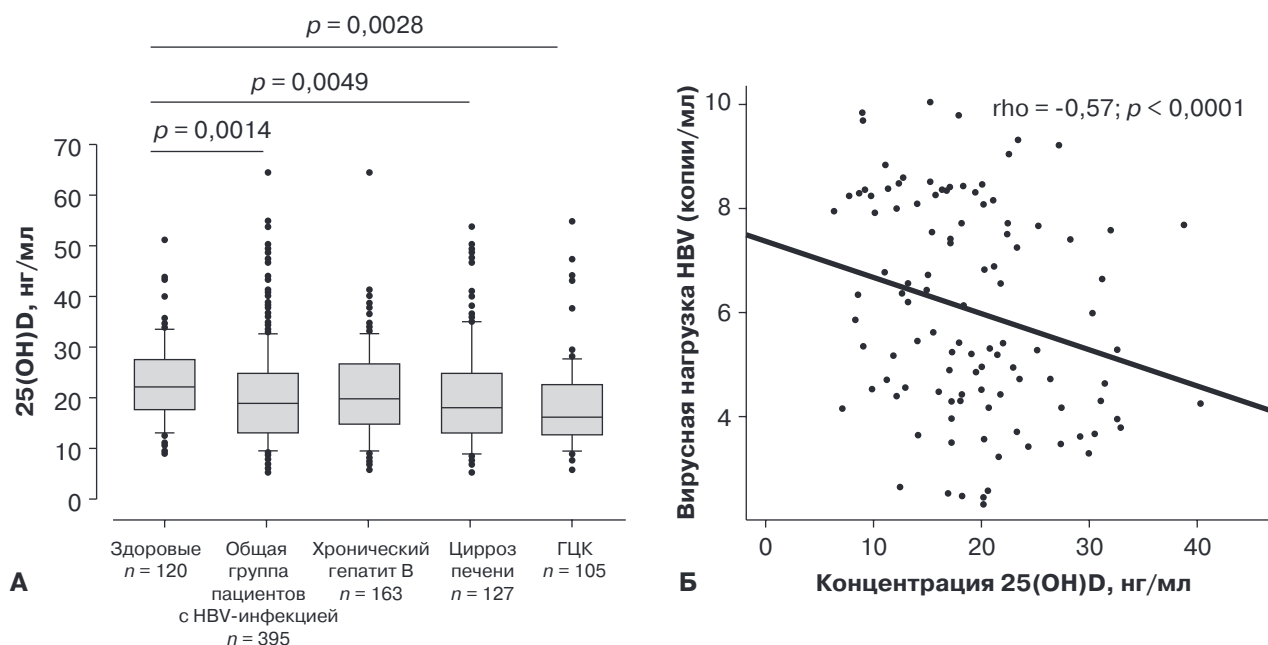 p = 0,0028
p = 0,0049
p = 0,0014
25(OH)D, нг/мл
70
60
50
40
30
20
10
0
Здоровые
n = 120
Общая
группа
пациентов
с HBV-инфекцией
n = 395
Хронический
гепатит В
n = 163
Цирроз
печени
n = 127
ГЦК
n = 105
А
Вирусная нагрузка HBV (копии/мл)
rho = -0,57; p < 0,0001
10
8
6
4
0
10
20
30
40
Концентрация 25(OH)D, нг/мл
Б